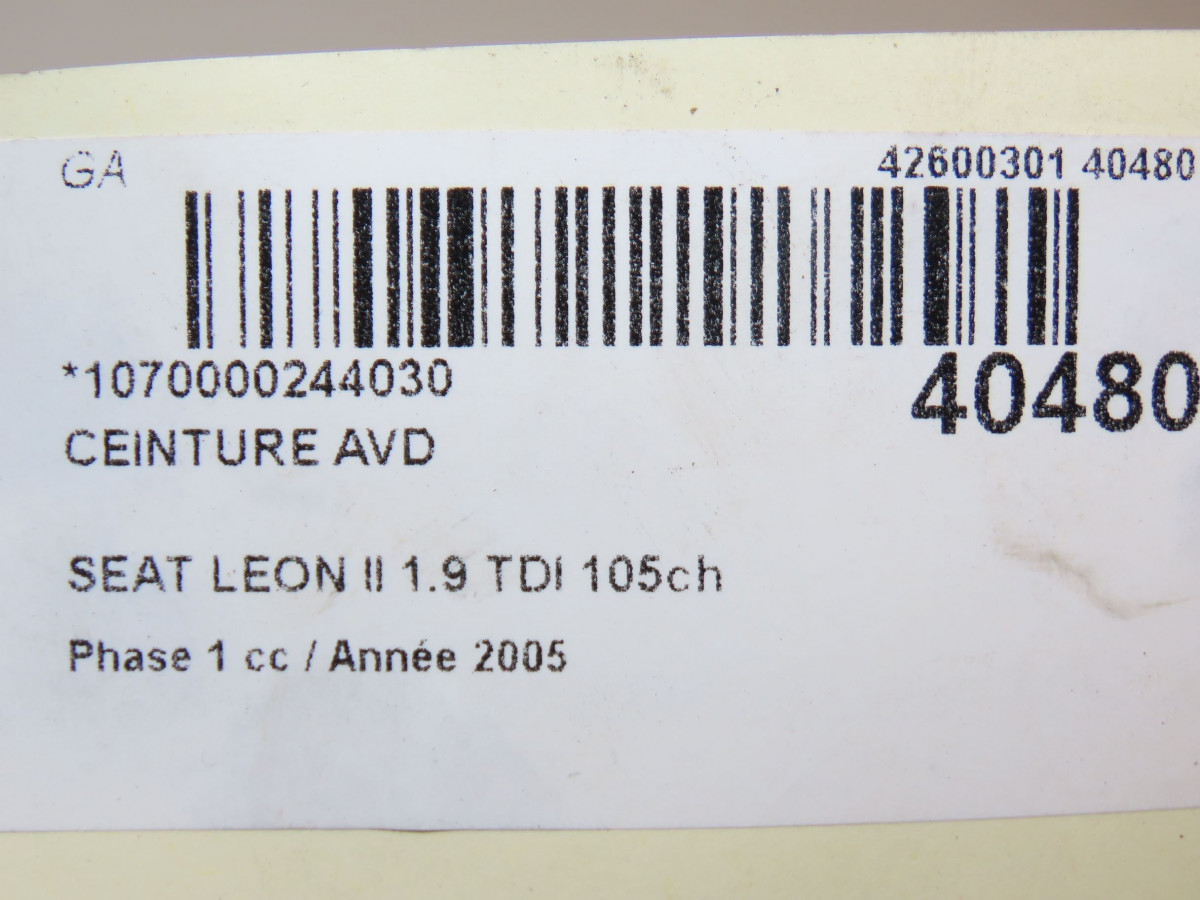 GA 42600301 40480
*1070000244030 40480
CEINTURE AVD
SEAT LEON II 1.9 TDI 105ch
Phase 1 cc / Année 2005